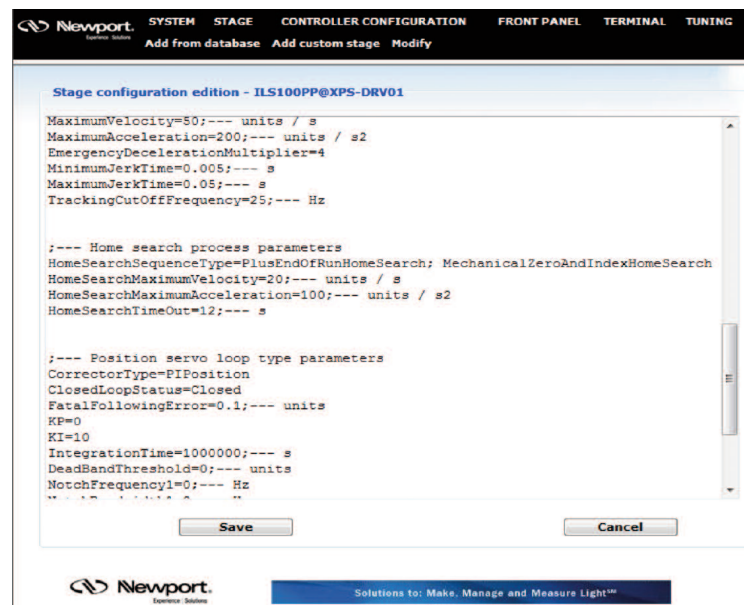 Newport. SYSTEM STAGE CONTROLLER CONFIGURATION FRONT PANEL TERMINAL TUNING
Experience | Solutions
Add from database Add custom stage Modify
Stage configuration edition - ILS100PP@XPS-DRV01
MaximumVelocity=50;--- units / s
MaximumAcceleration=200;--- units / s2
EmergencyDecelerationMultiplier=4
MinimumJerkTime=0.005;--- s
MaximumJerkTime=0.05;--- s
TrackingCutOffFrequency=25;--- Hz
;--- Home search process parameters
HomeSearchSequenceType=PlusEndOfRunHomeSearch; MechanicalZeroAndIndexHomeSearch
HomeSearchMaximumVelocity=20;--- units / s
HomeSearchMaximumAcceleration=100;--- units / s2
HomeSearchTimeOut=12;--- s
;--- Position servo loop type parameters
CorrectorType=PIPosition
ClosedLoopStatus=Closed
FatalFollowingError=0.1;--- units
KP=0
KI=10
IntegrationTime=1000000;--- s
DeadBandThreshold=0;--- units
NotchFrequency1=0;--- Hz
Save Cancel
Newport.
Experience | Solutions
Solutions to: Make, Manage and Measure Light℠